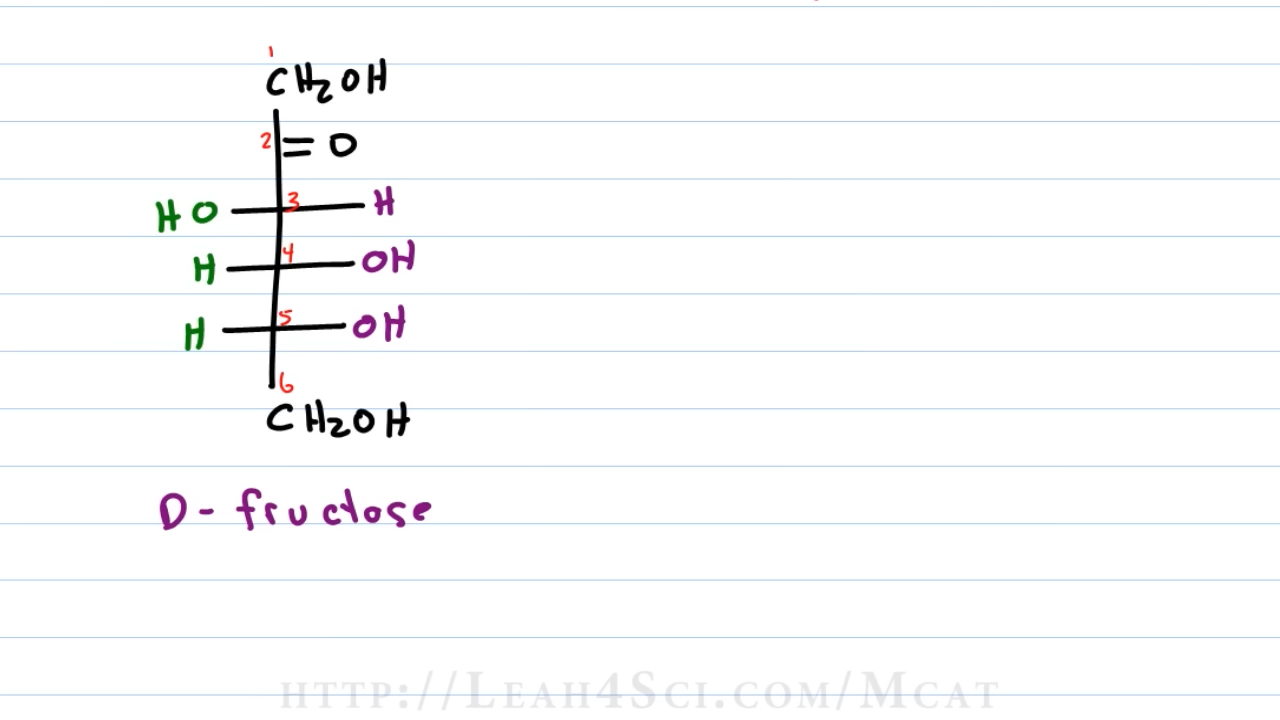 1
CH2OH
2 = O
HO 3 H
H 4 OH
H 5 OH
6
CH2OH
D- fructose
HTTP://LEAH4SCI.COM/MCAT